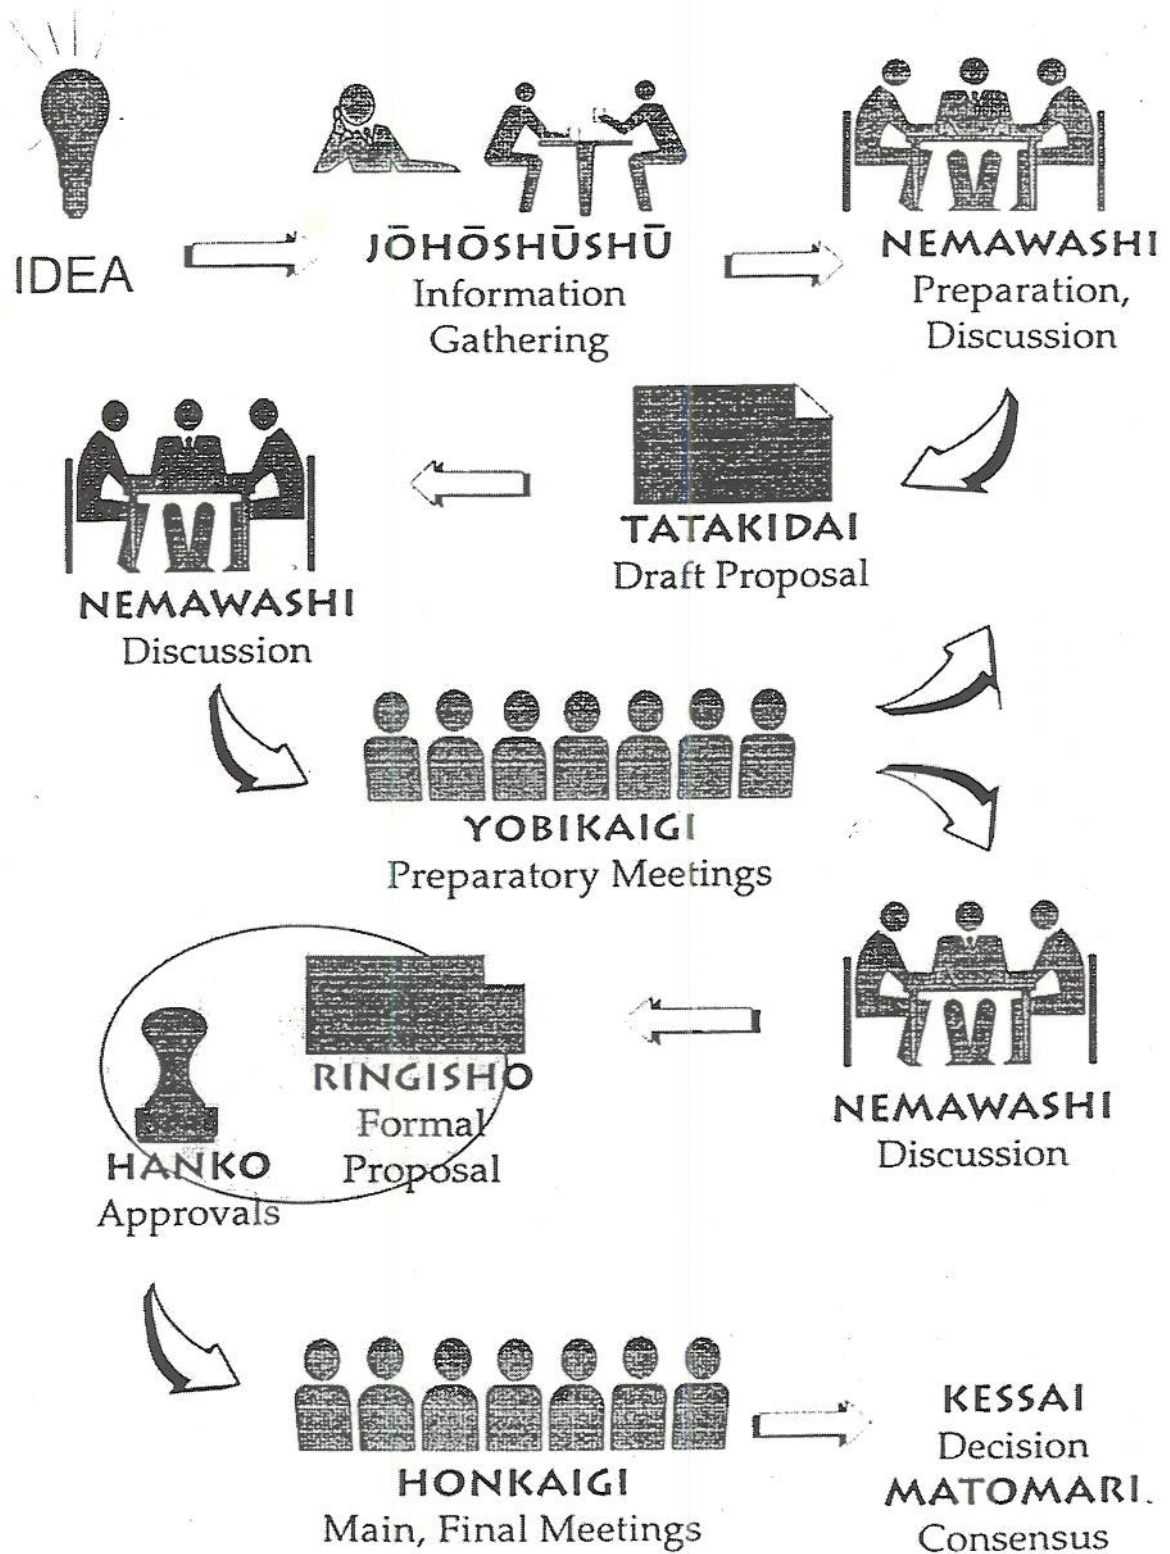 IDEA
JŌHŌSHŪSHŪ
Information
Gathering
NEMAWASHI
Preparation,
Discussion
TATAKIDAI
Draft Proposal
NEMAWASHI
Discussion
YOBIKAIGI
Preparatory Meetings
NEMAWASHI
Discussion
RINGISHO
Formal
Proposal
HANKO
Approvals
HONKAIGI
Main, Final Meetings
KESSAI
Decision
MATOMARI.
Consensus